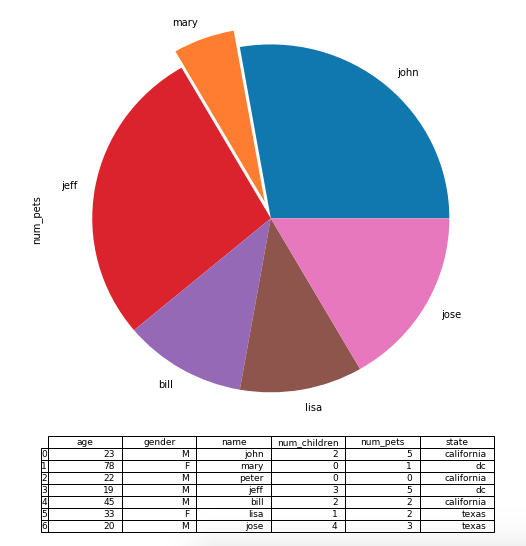 mary
john
jeff
num_pets
jose
bill
lisa
age gender name num_children num_pets state
0 23 M john 2 5 california
1 78 F mary 0 1 dc
2 22 M peter 0 0 california
3 19 M jeff 3 5 dc
4 45 M bill 2 2 california
5 33 F lisa 1 2 texas
6 20 M jose 4 3 texas